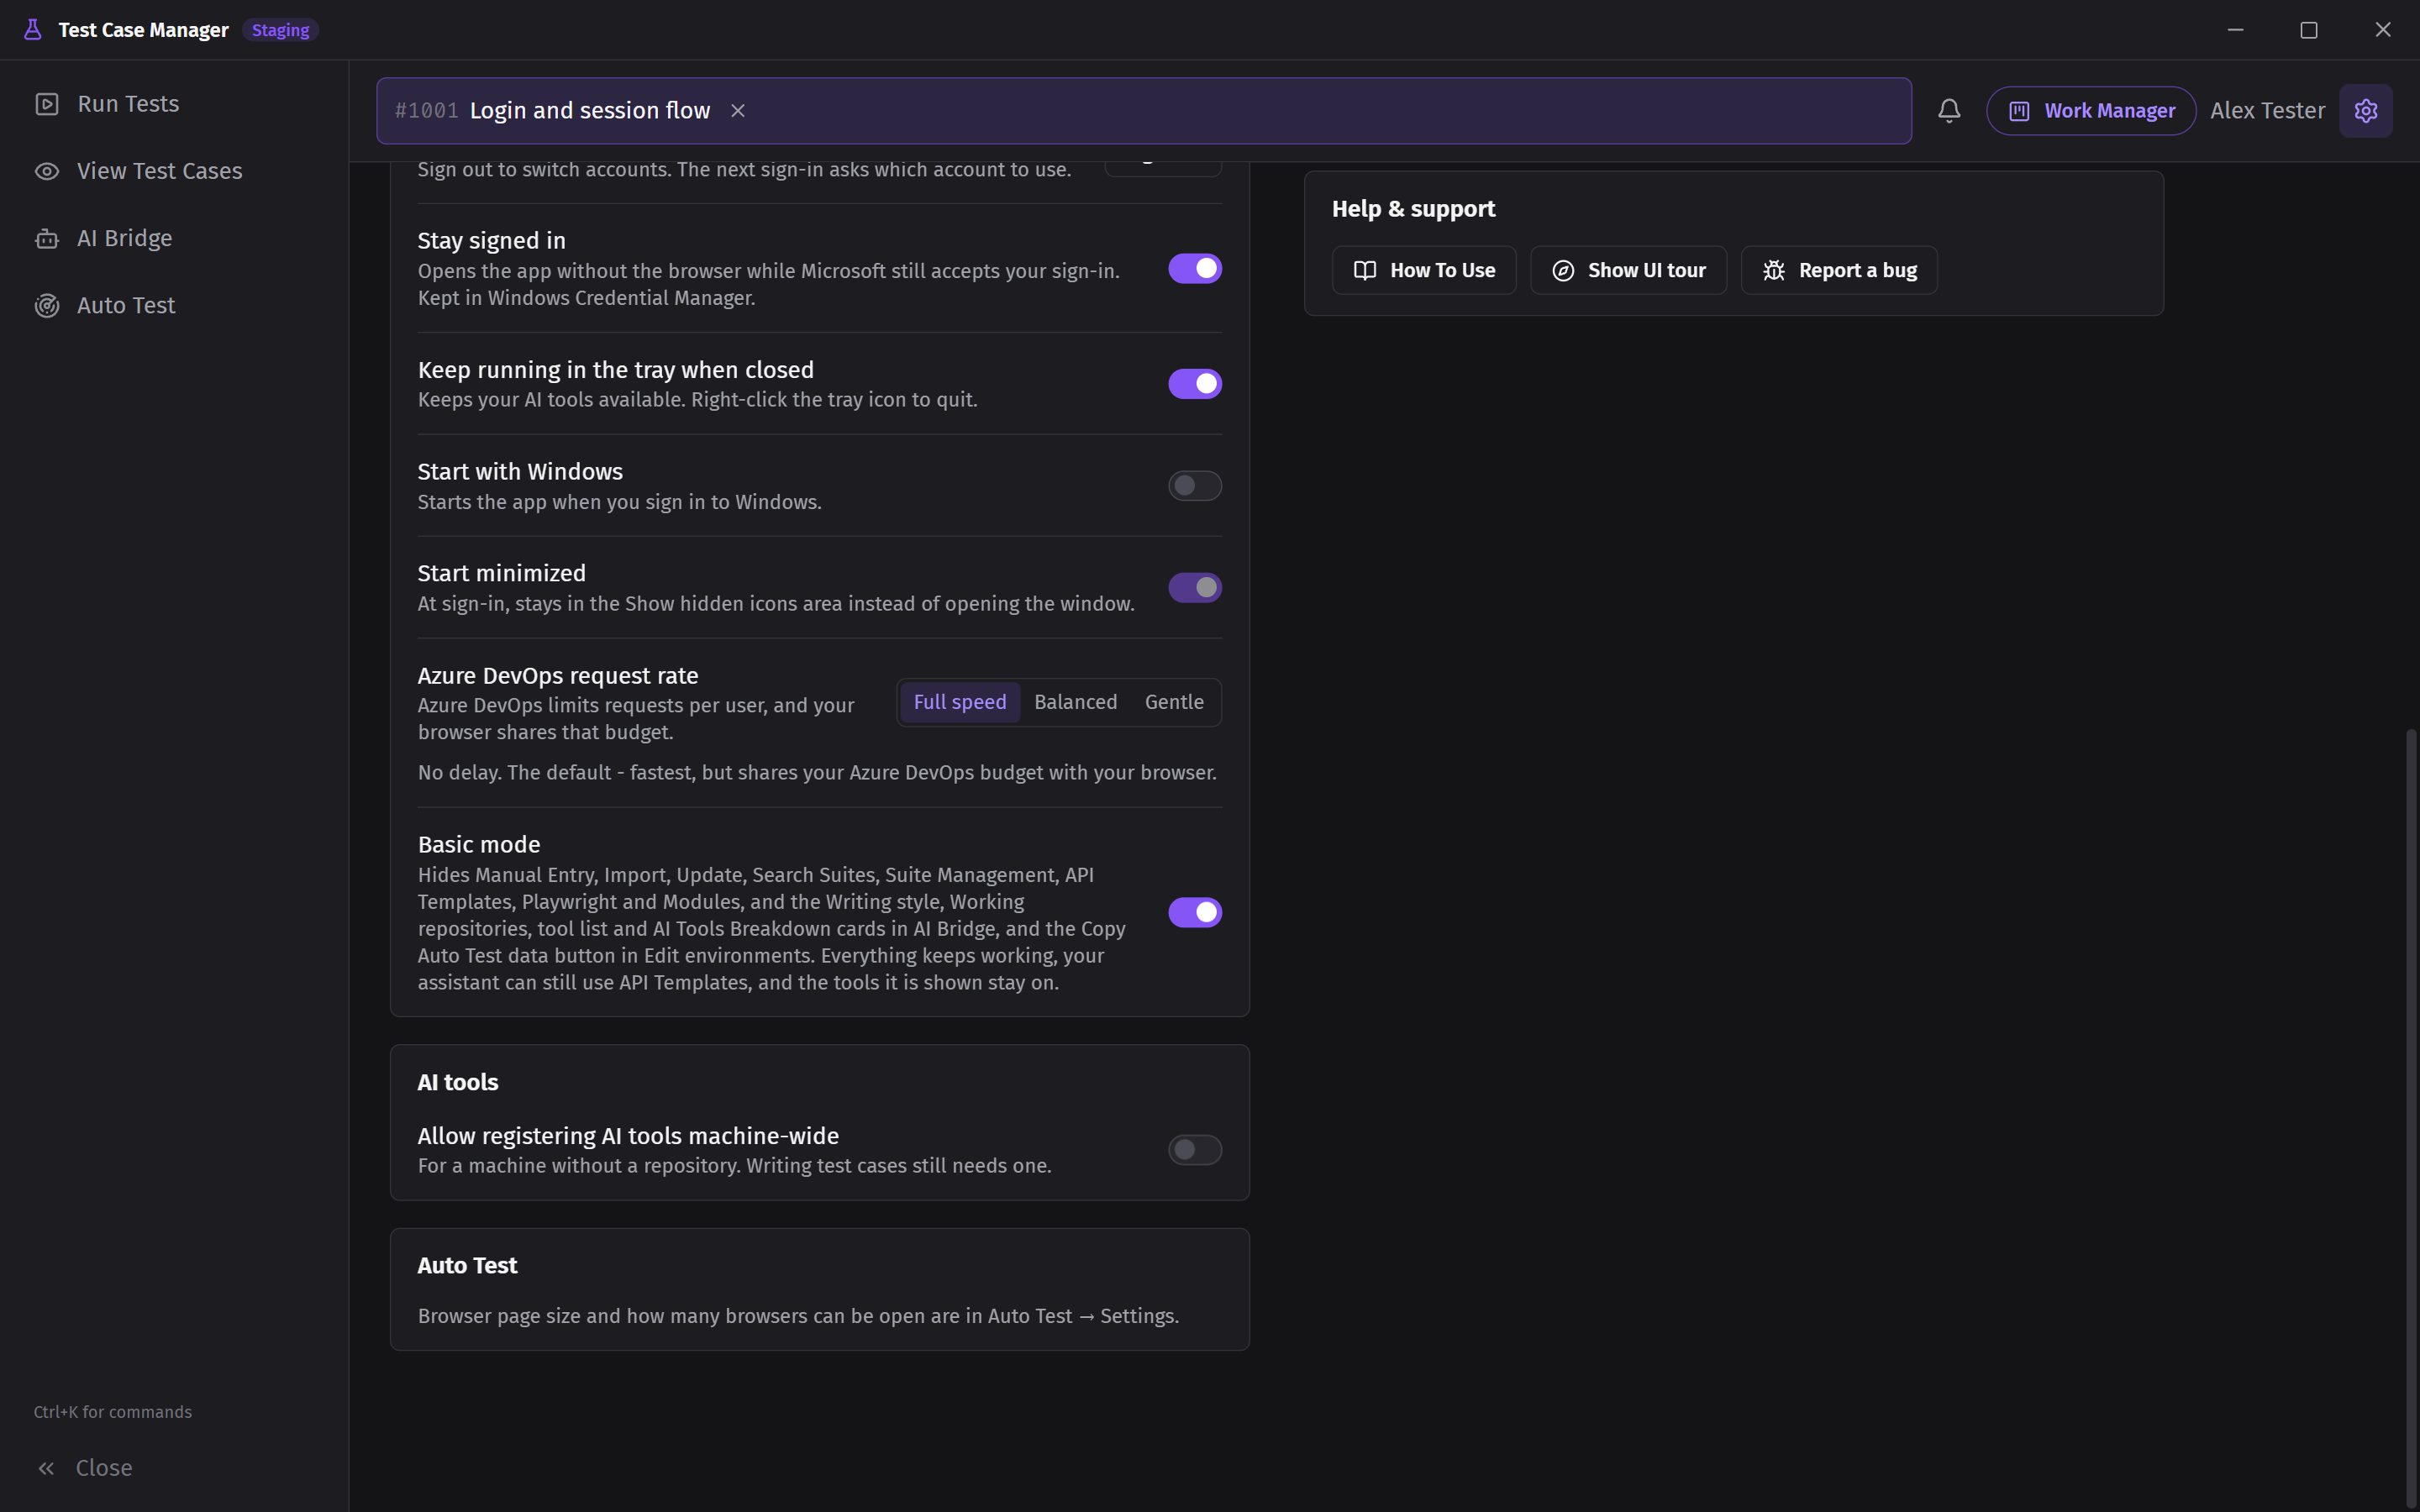 Test Case Manager Staging
Run Tests
View Test Cases
AI Bridge
Auto Test
Ctrl+K for commands
Close
#1001 Login and session flow
Work Manager
Alex Tester
Sign out to switch accounts. The next sign-in asks which account to use.
Stay signed in
Opens the app without the browser while Microsoft still accepts your sign-in.
Kept in Windows Credential Manager.
Keep running in the tray when closed
Keeps your AI tools available. Right-click the tray icon to quit.
Start with Windows
Starts the app when you sign in to Windows.
Start minimized
At sign-in, stays in the Show hidden icons area instead of opening the window.
Azure DevOps request rate
Azure DevOps limits requests per user, and your
browser shares that budget.
Full speed Balanced Gentle
No delay. The default - fastest, but shares your Azure DevOps budget with your browser.
Basic mode
Hides Manual Entry, Import, Update, Search Suites, Suite Management, API
Templates, Playwright and Modules, and the Writing style, Working
repositories, tool list and AI Tools Breakdown cards in AI Bridge, and the Copy
Auto Test data button in Edit environments. Everything keeps working, your
assistant can still use API Templates, and the tools it is shown stay on.
AI tools
Allow registering AI tools machine-wide
For a machine without a repository. Writing test cases still needs one.
Auto Test
Browser page size and how many browsers can be open are in Auto Test → Settings.
Help & support
How To Use
Show UI tour
Report a bug